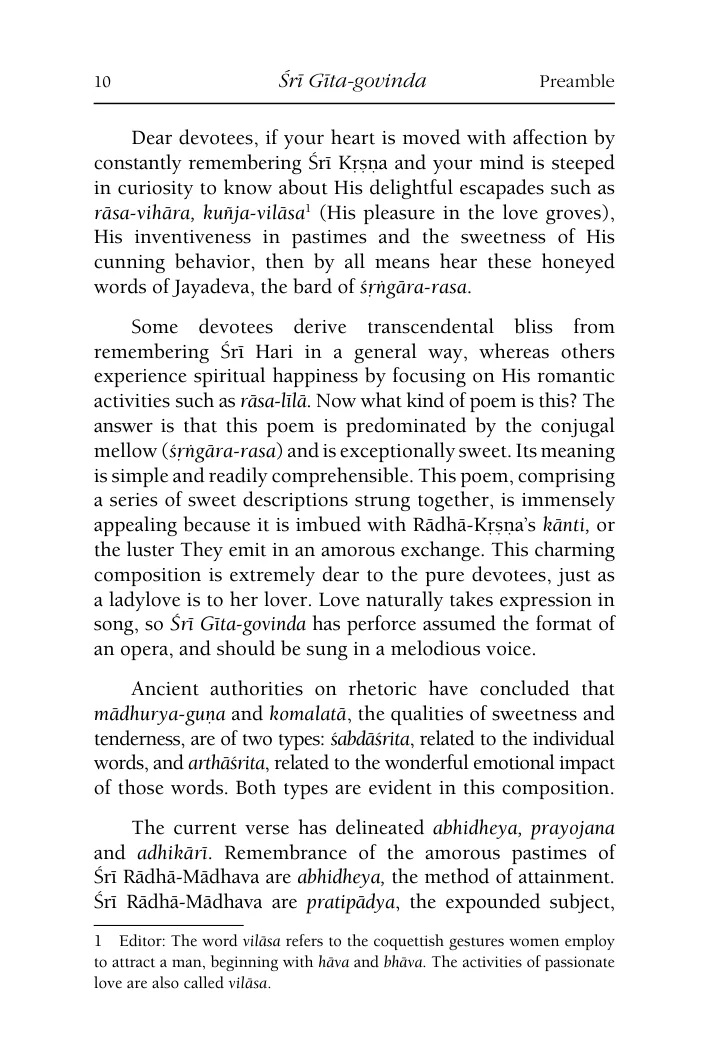 10 Śrī Gīta-govinda Preamble
Dear devotees, if your heart is moved with affection by
constantly remembering Śrī Kṛṣṇa and your mind is steeped
in curiosity to know about His delightful escapades such as
rāsa-vihāra, kuñja-vilāsa1 (His pleasure in the love groves),
His inventiveness in pastimes and the sweetness of His
cunning behavior, then by all means hear these honeyed
words of Jayadeva, the bard of śṛṅgāra-rasa.
Some devotees derive transcendental bliss from
remembering Śrī Hari in a general way, whereas others
experience spiritual happiness by focusing on His romantic
activities such as rāsa-līlā. Now what kind of poem is this? The
answer is that this poem is predominated by the conjugal
mellow (śṛṅgāra-rasa) and is exceptionally sweet. Its meaning
is simple and readily comprehensible. This poem, comprising
a series of sweet descriptions strung together, is immensely
appealing because it is imbued with Rādhā-Kṛṣṇa's kānti, or
the luster They emit in an amorous exchange. This charming
composition is extremely dear to the pure devotees, just as
a ladylove is to her lover. Love naturally takes expression in
song, so Śrī Gīta-govinda has perforce assumed the format of
an opera, and should be sung in a melodious voice.
Ancient authorities on rhetoric have concluded that
mādhurya-guṇa and komalatā, the qualities of sweetness and
tenderness, are of two types: śabdāśrita, related to the individual
words, and arthāśrita, related to the wonderful emotional impact
of those words. Both types are evident in this composition.
The current verse has delineated abhidheya, prayojana
and adhikārī. Remembrance of the amorous pastimes of
Śrī Rādhā-Mādhava are abhidheya, the method of attainment.
Śrī Rādhā-Mādhava are pratipādya, the expounded subject,
1 Editor: The word vilāsa refers to the coquettish gestures women employ
to attract a man, beginning with hāva and bhāva. The activities of passionate
love are also called vilāsa.